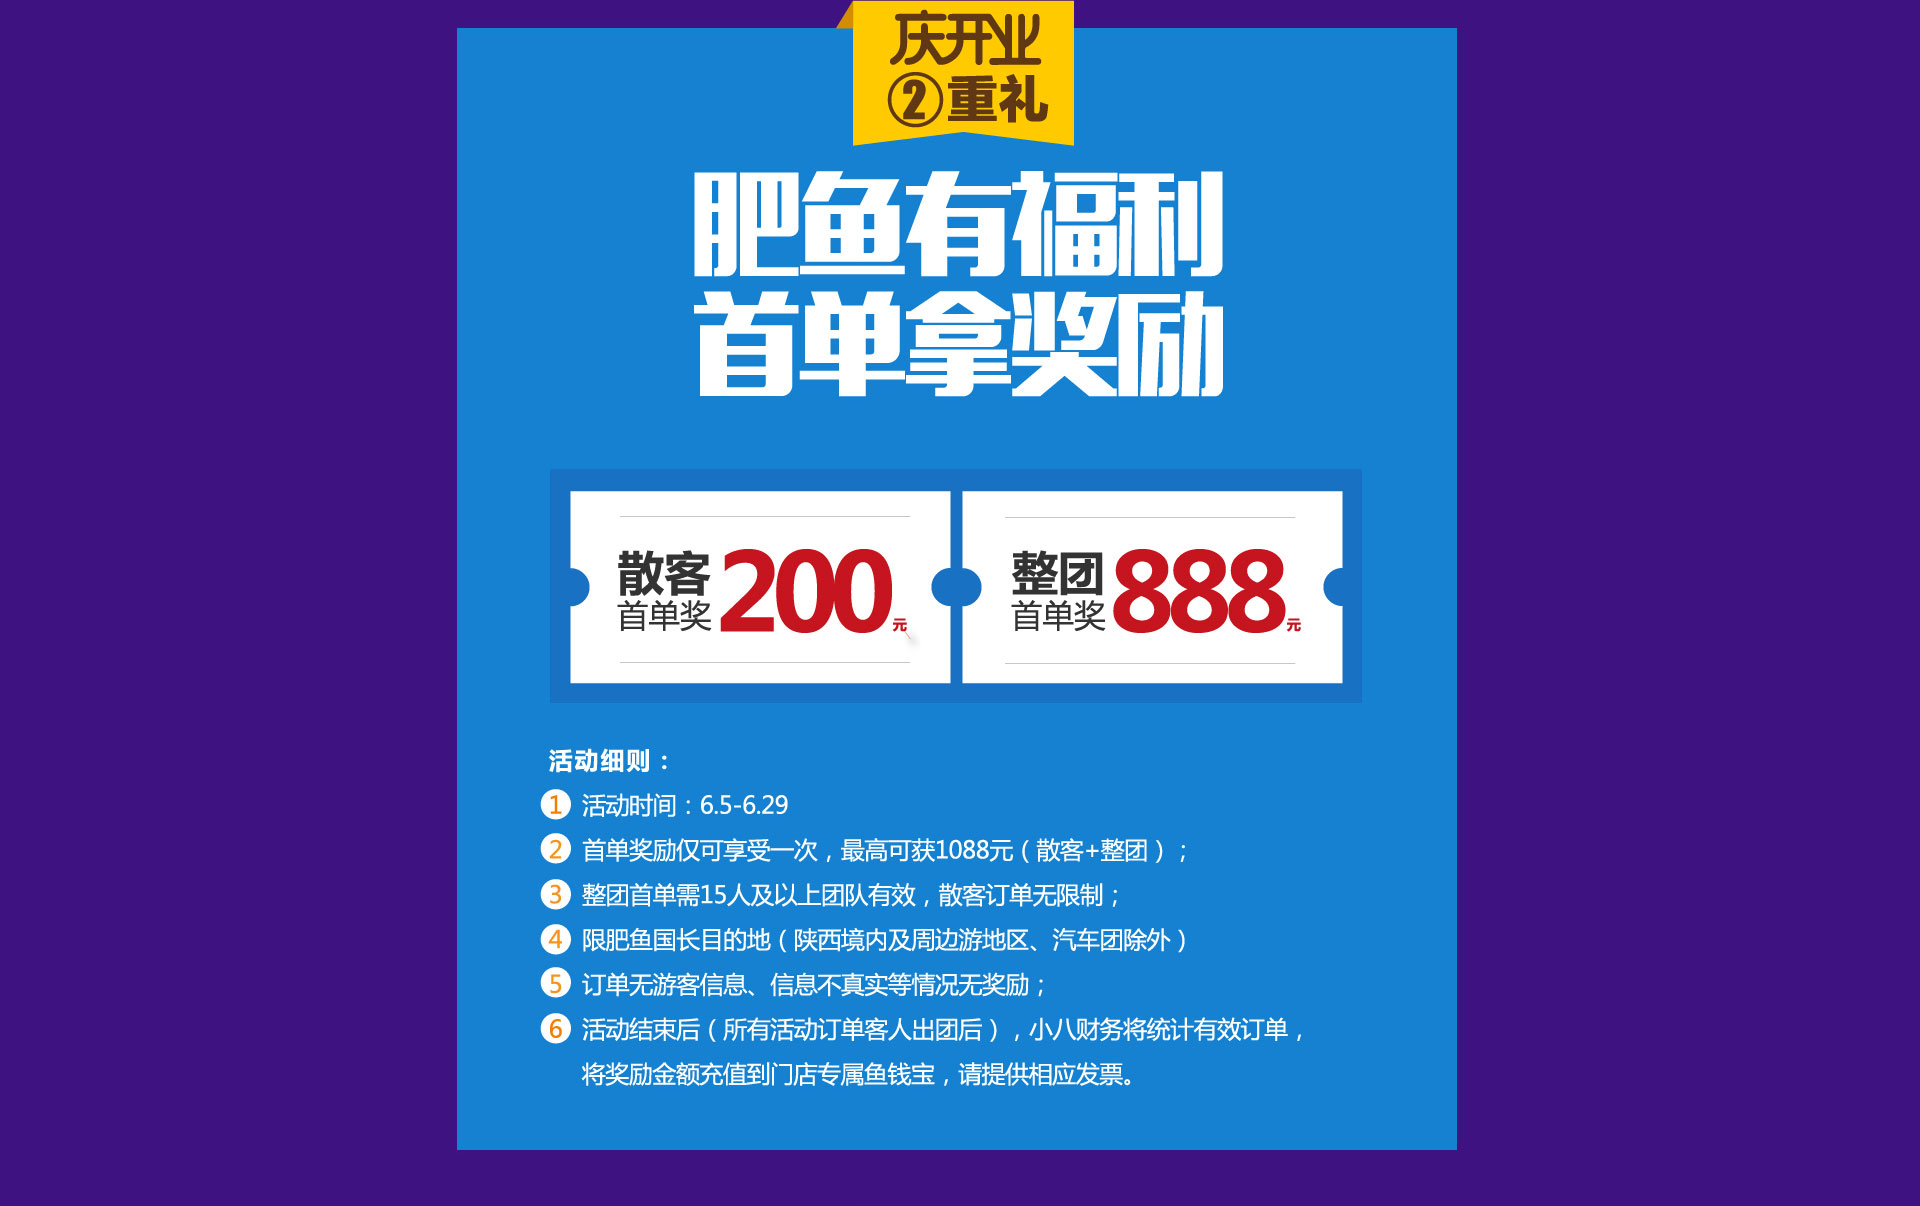 庆开业
②重礼
肥鱼有福利
首单拿奖励
散客
首单奖
200元
整团
首单奖
888元
活动细则：
1 活动时间：6.5-6.29
2 首单奖励仅可享受一次，最高可获1088元（散客+整团）；
3 整团首单需15人及以上团队有效，散客订单无限制；
4 限肥鱼国长目的地（陕西境内及周边游地区、汽车团除外）
5 订单无游客信息、信息不真实等情况无奖励；
6 活动结束后（所有活动订单客人出团后），小八财务将统计有效订单，
将奖励金额充值到门店专属鱼钱宝，请提供相应发票。